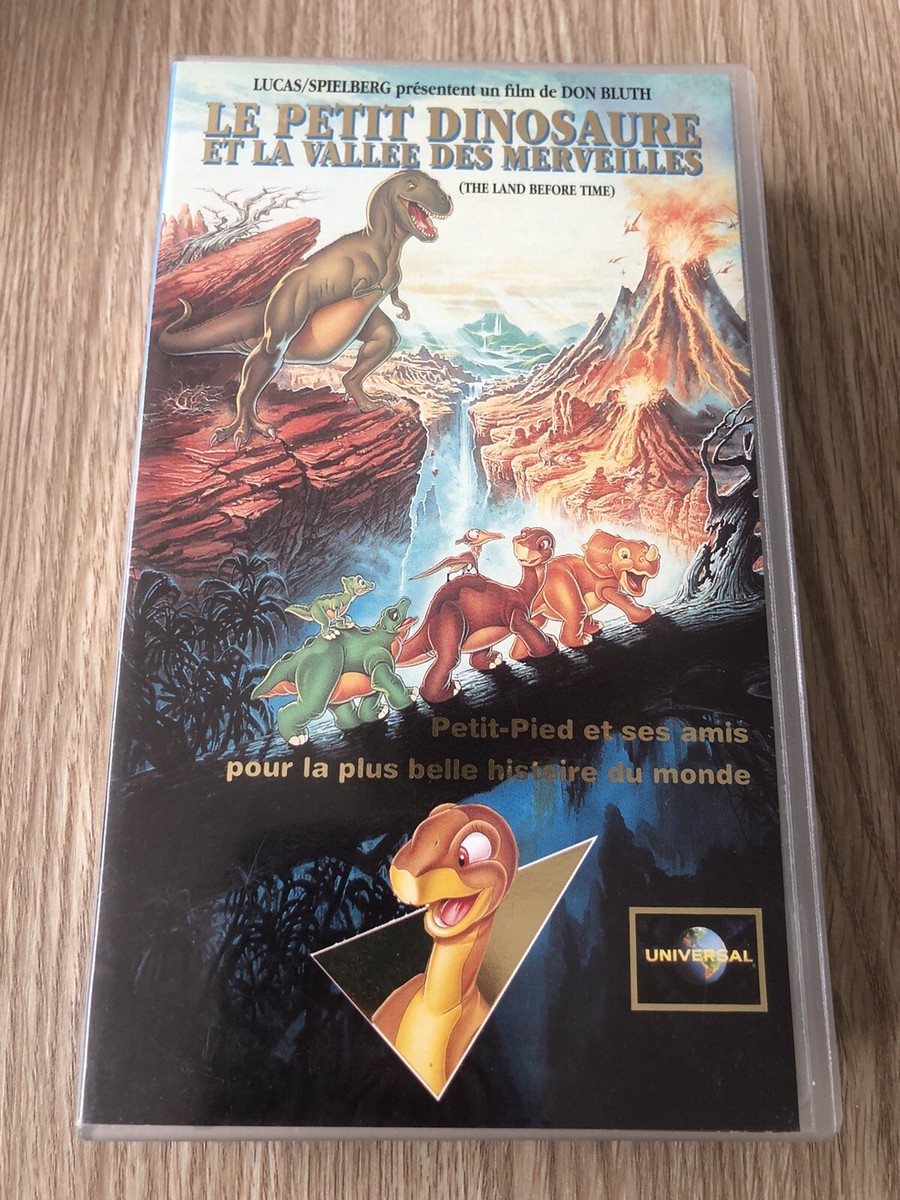 LUCAS/SPIELBERG présentent un film de DON BLUTH
LE PETIT DINOSAURE
ET LA VALLEE DES MERVEILLES
(THE LAND BEFORE TIME)
Petit-Pied et ses amis
pour la plus belle histoire du monde
UNIVERSAL